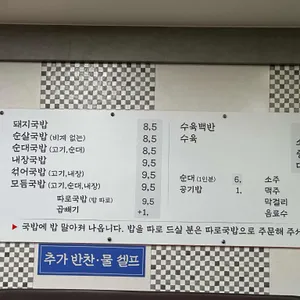 돼지국밥 8.5
순살국밥 (비계 없는) 8.5
순대국밥 (고기,순대) 8.5
내장국밥 9.5
섞어국밥 (고기,내장) 9.5
모듬국밥 (고기,순대,내장) 9.5
따로국밥 (밥 따로) 9.5
곱빼기 +1.
수육백반
수육
순대 (1인분) 6.
공기밥 1.
소주
맥주
막걸리
음료수
▶ 국밥에 밥 말아져 나옵니다. 밥을 따로 드실 분은 따로국밥으로 주문해 주서
추가 반찬·물 셀프